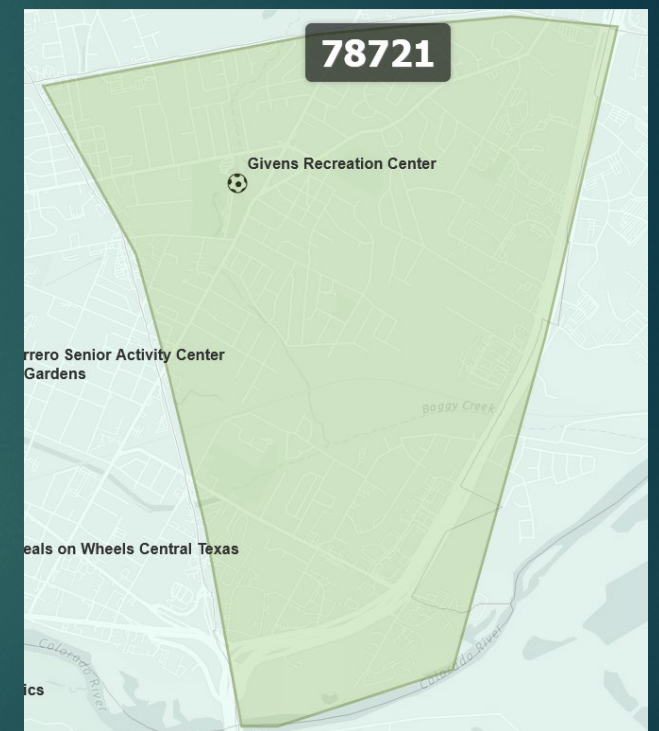 78721
Givens Recreation Center
rrero Senior Activity Center
Gardens
Boggy Creek
eals on Wheels Central Texas
Colorado River
Colorado River
ics